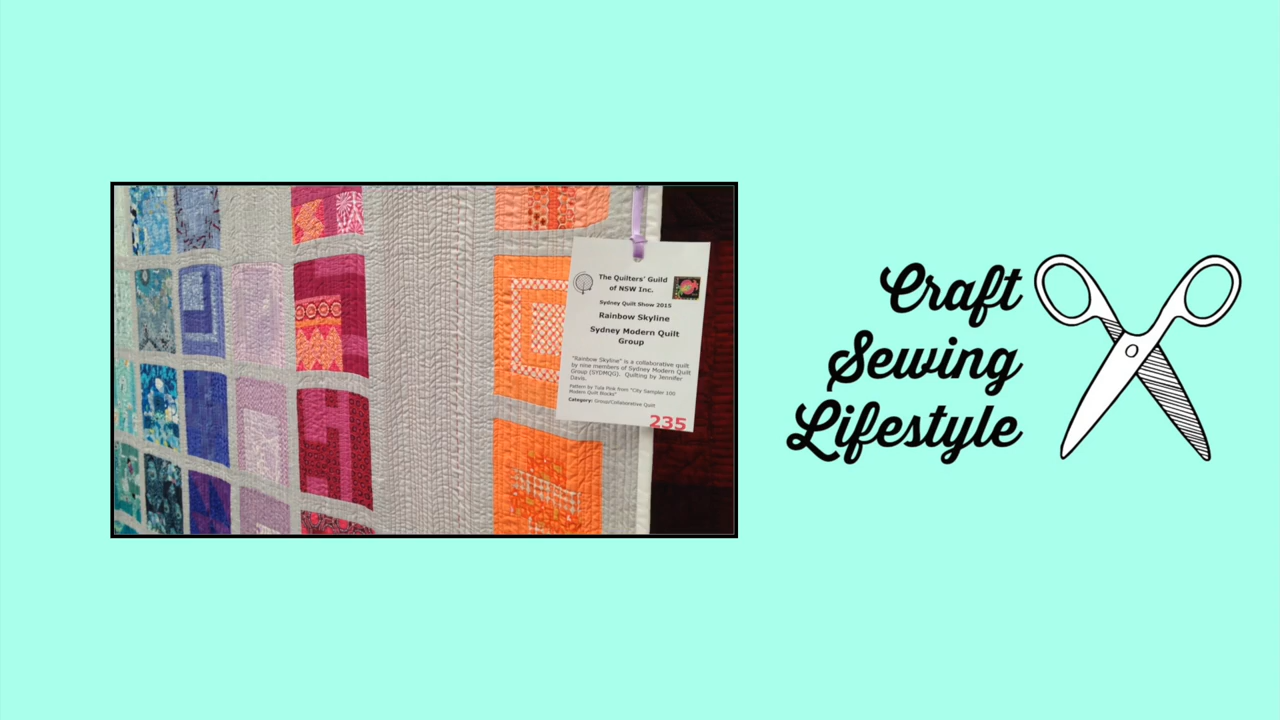 The Quilters' Guild
of NSW Inc.
Sydney Quilt Show 2015
Rainbow Skyline
Sydney Modern Quilt
Group
"Rainbow Skyline" is a collaborative quilt
by nine members of Sydney Modern Quilt
Group (SYDMQG). Quilting by Jennifer
Davis.
Pattern by Tula Pink from "City Sampler 100
Modern Quilt Blocks"
Category: Group/Collaborative Quilt
235
Craft
Sewing
Lifestyle